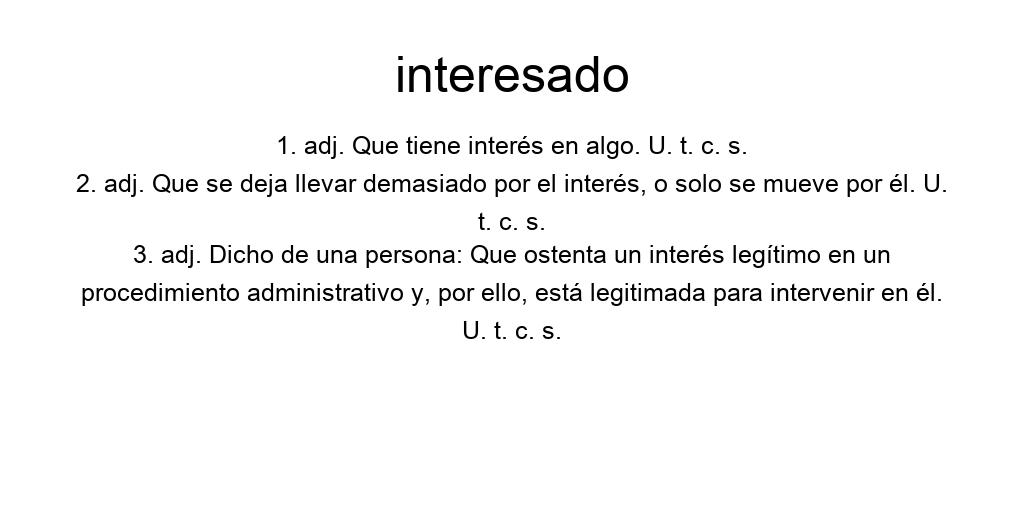 interesado
1. adj. Que tiene interés en algo. U. t. c. s.
2. adj. Que se deja llevar demasiado por el interés, o solo se mueve por él. U.
t. c. s.
3. adj. Dicho de una persona: Que ostenta un interés legítimo en un
procedimiento administrativo y, por ello, está legitimada para intervenir en él.
U. t. c. s.